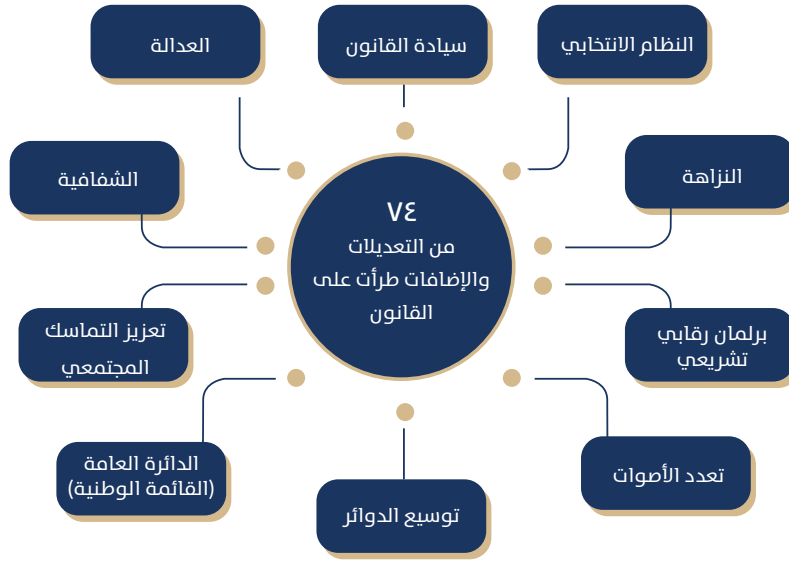 النظام الانتخابي
سيادة القانون
العدالة
النزاهة
الشفافية
٧٤
من التعديلات
والإضافات طرأت على
القانون
برلمان رقابي
تشريعي
تعزيز التماسك
المجتمعي
تعدد الأصوات
توسيع الدوائر
الدائرة العامة
(القائمة الوطنية)